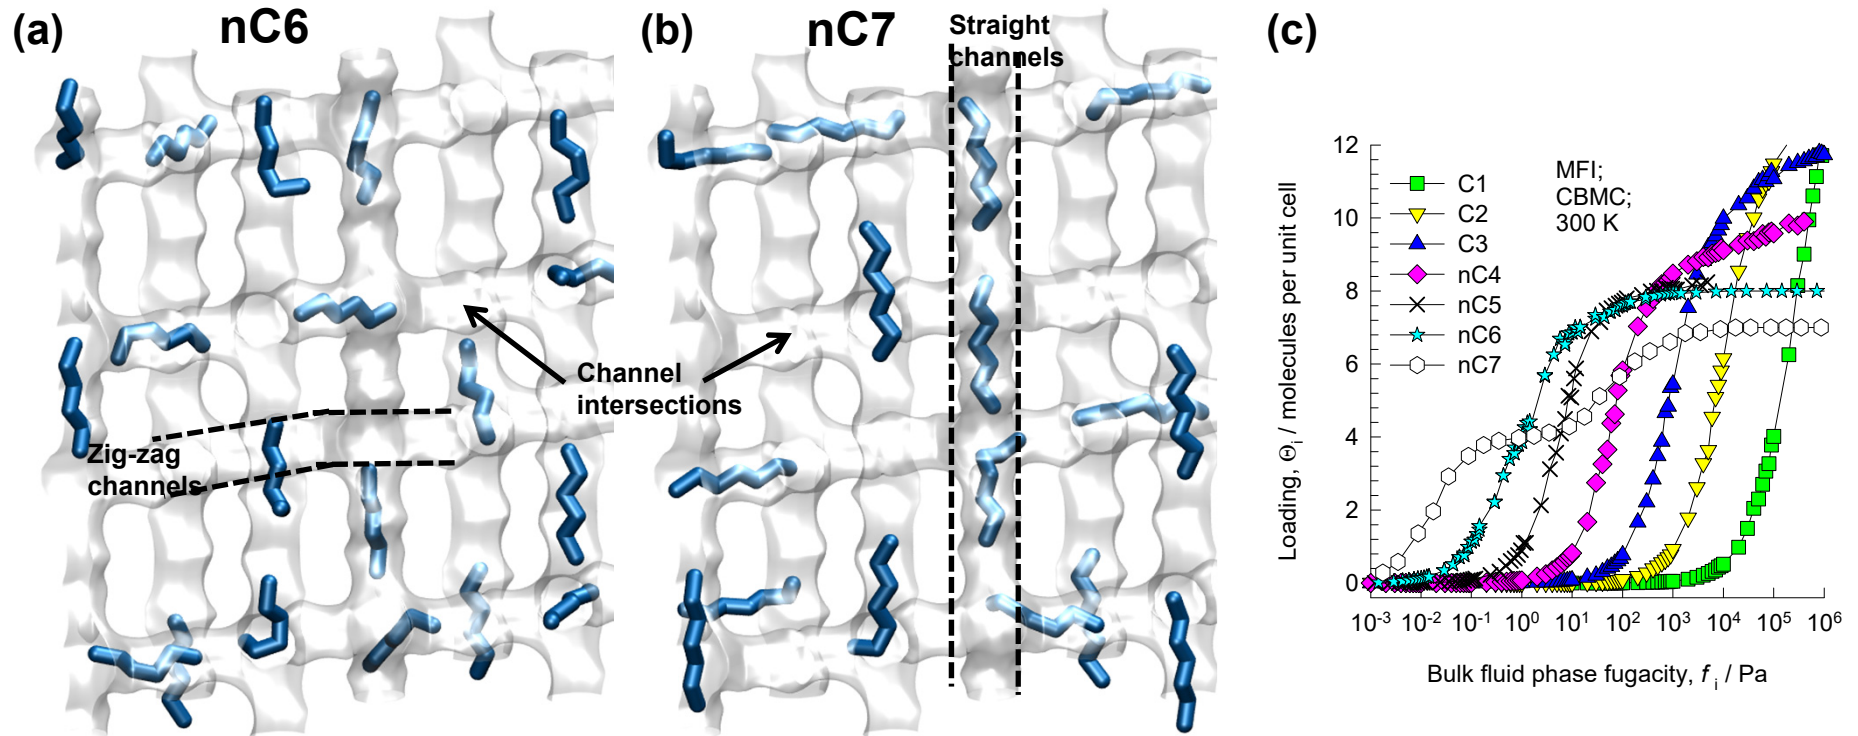 (a)
nC6
(b)
nC7
Straight
channels
Channel
intersections
Zig-zag
channels
(c)
MFI;
CBMC;
300 K
C1
C2
C3
nC4
nC5
nC6
nC7
12
10
8
6
4
2
0
Loading, Θi / molecules per unit cell
10-3 10-2 10-1 100 101 102 103 104 105 106
Bulk fluid phase fugacity, f i / Pa